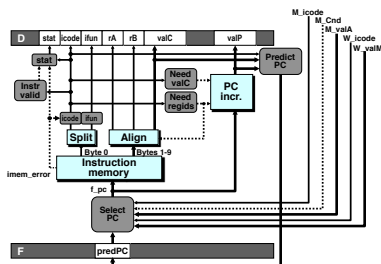 M_icode
M_Cnd
M_valA
W_icode
W_valM
D stat icode ifun rA rB valC valP
stat
Predict
PC
Instr
valid
Need
valC
Need
regids
PC
incr.
icode ifun
Split
Align
Byte 0
Bytes 1-9
imem_error
Instruction
memory
f_pc
Select
PC
F predPC